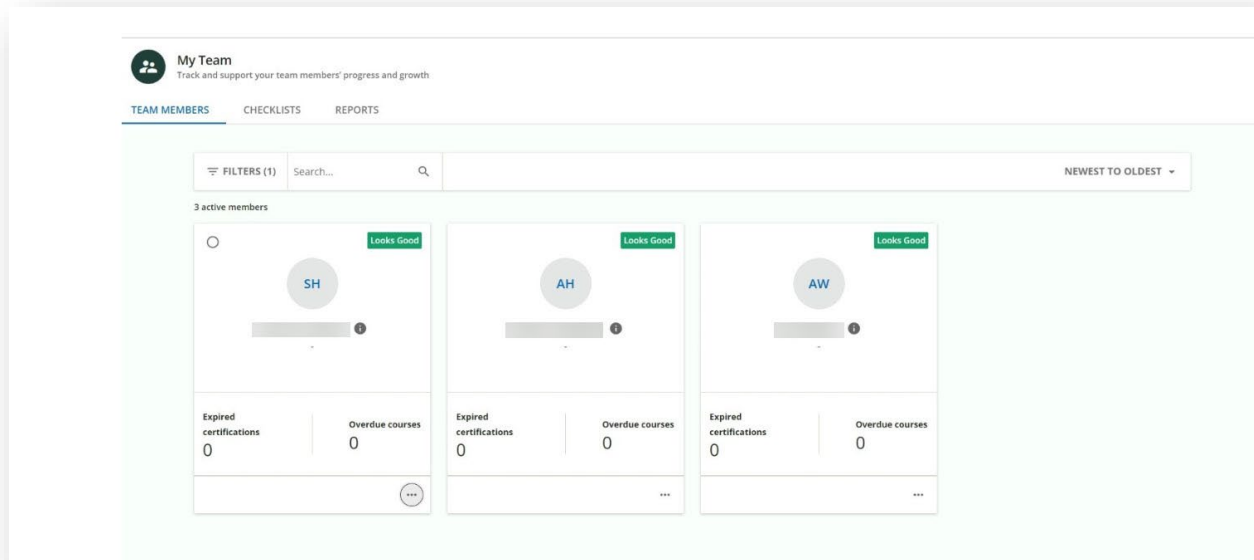 My Team
Track and support your team members' progress and growth
TEAM MEMBERS CHECKLISTS REPORTS
FILTERS (1) Search... NEWEST TO OLDEST
3 active members
Looks Good
SH
-
Expired
certifications
0
Overdue courses
0
...
Looks Good
AH
-
Expired
certifications
0
Overdue courses
0
...
Looks Good
AW
-
Expired
certifications
0
Overdue courses
0
...